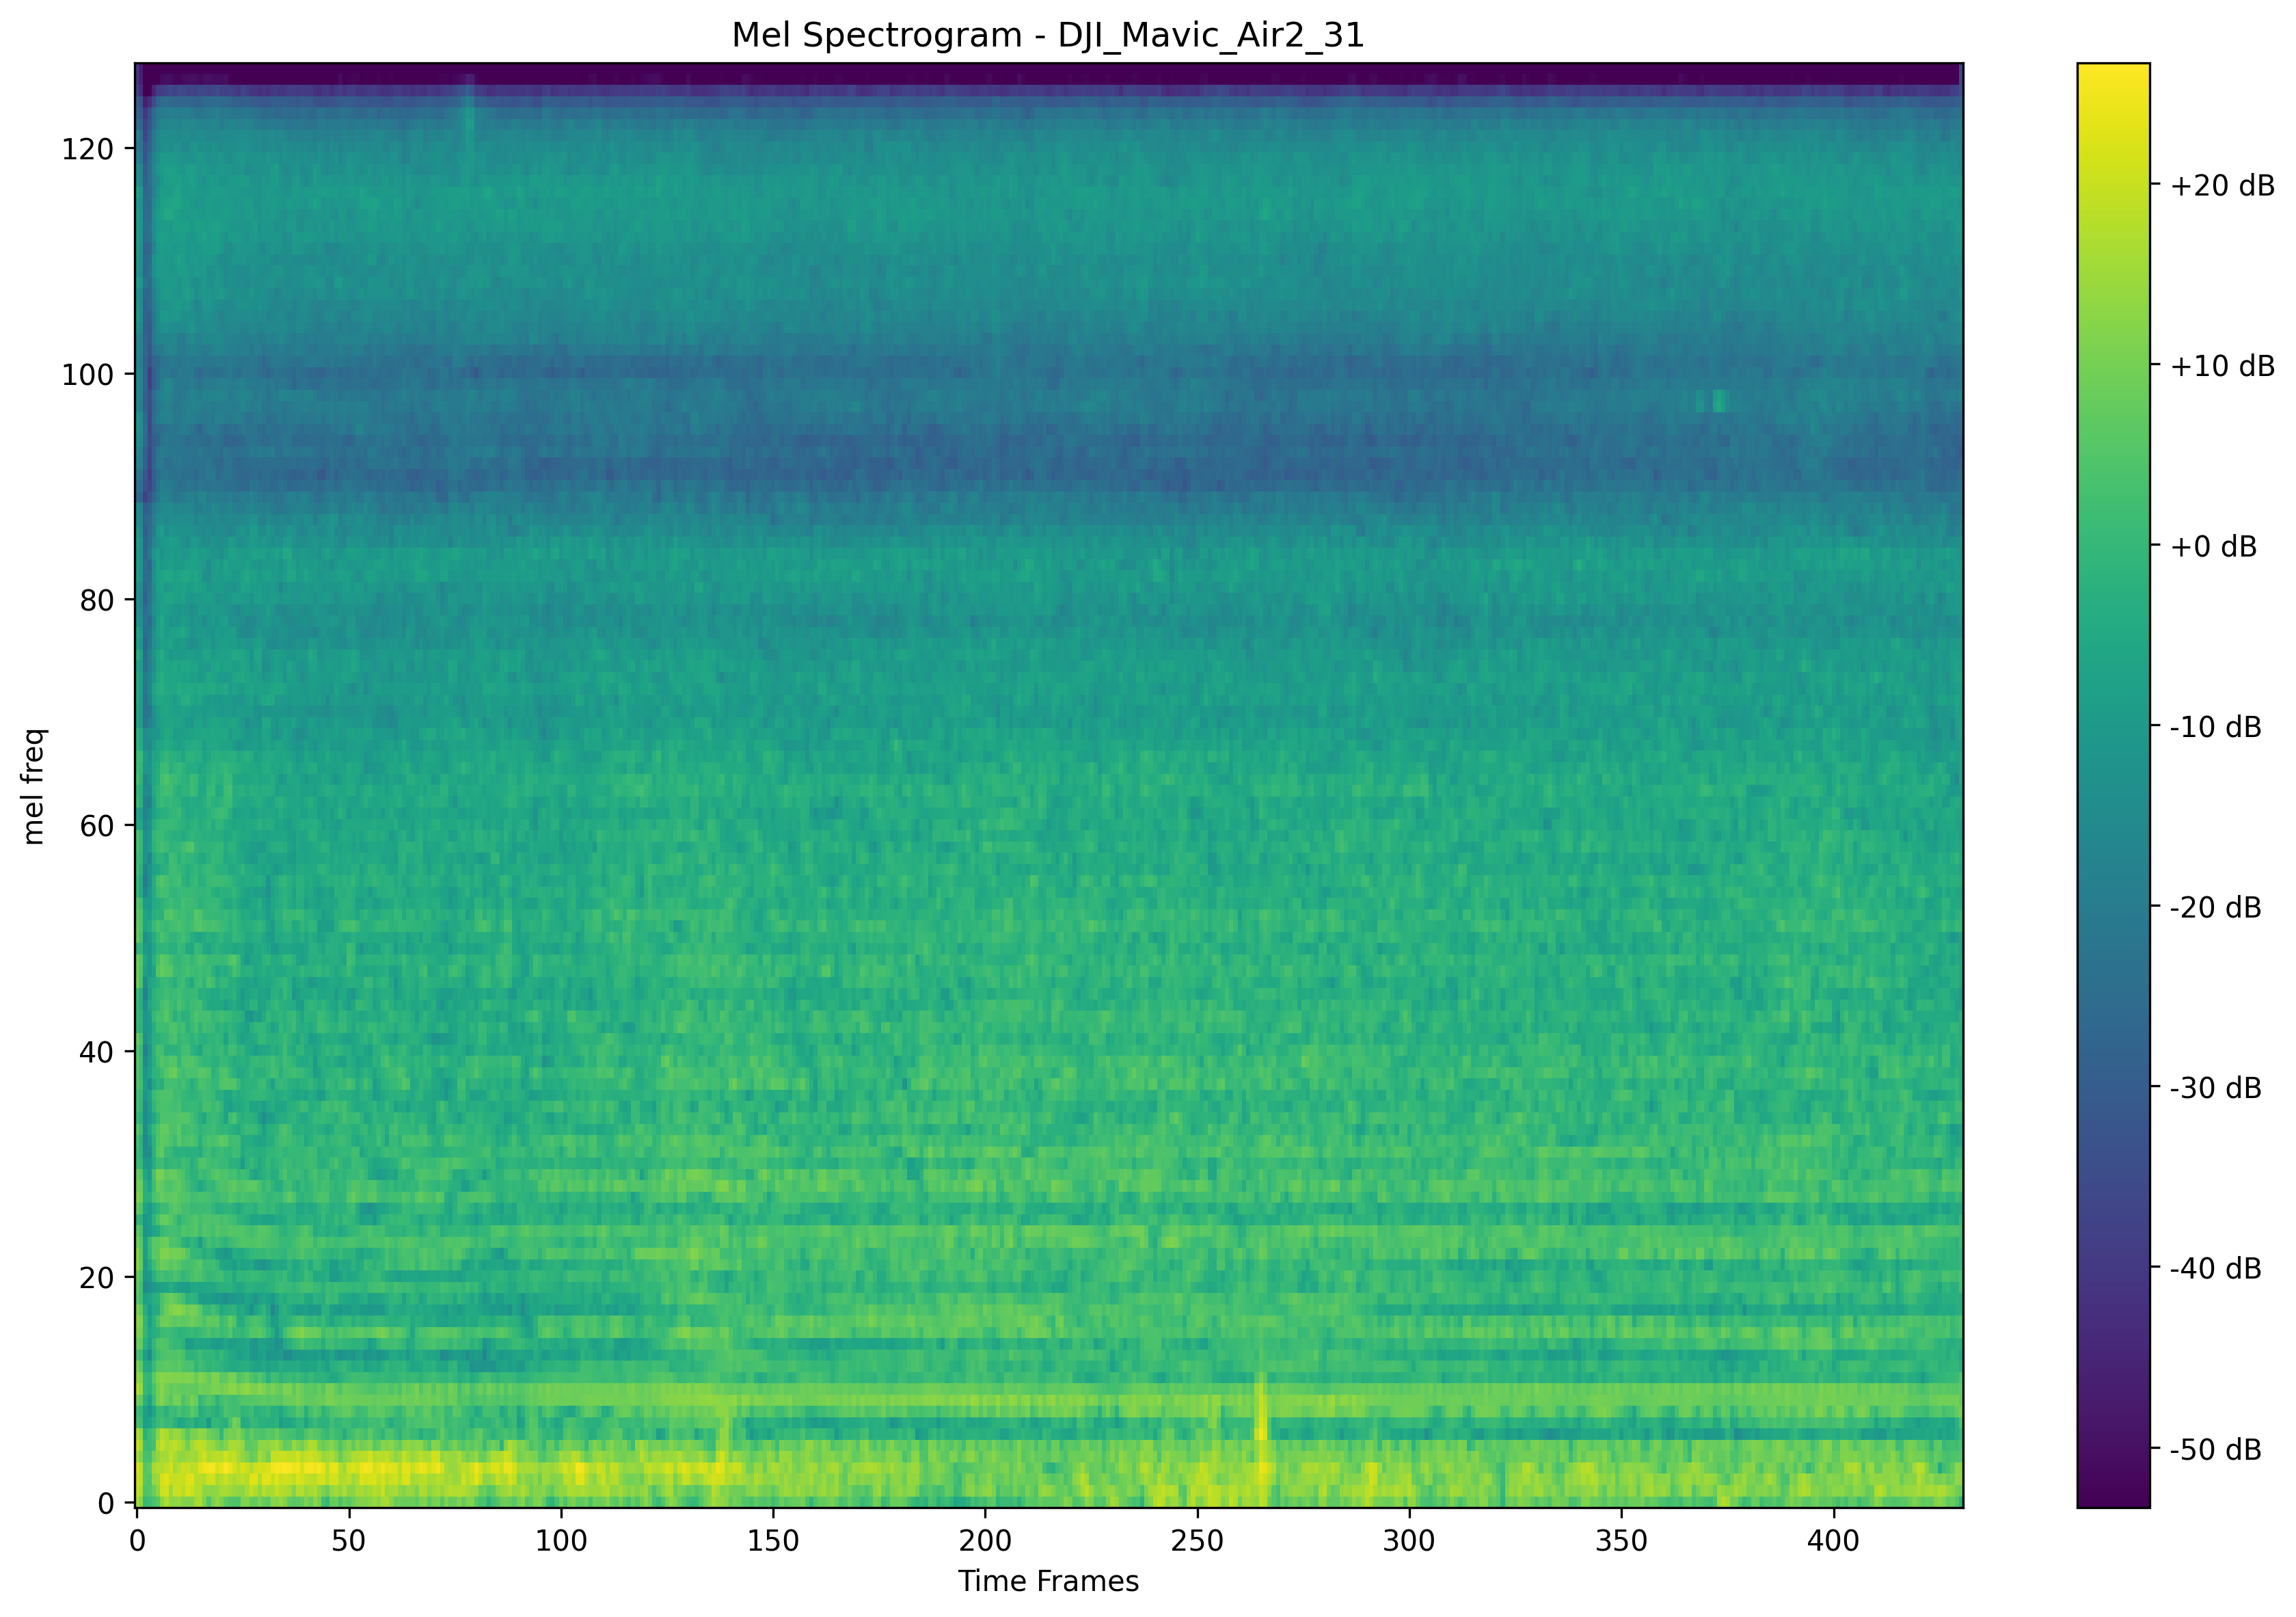 Mel Spectrogram - DJI_Mavic_Air2_31
mel freq
120
100
80
60
40
20
0
0 50 100 150 200 250 300 350 400
Time Frames
+20 dB
+10 dB
+0 dB
-10 dB
-20 dB
-30 dB
-40 dB
-50 dB